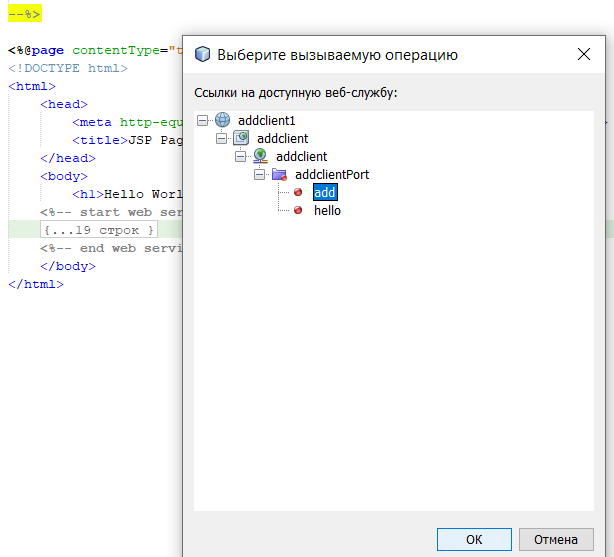 --%>
<%@page contentType="t
<!DOCTYPE html>
<html>
<head>
<meta http-equ
<title>JSP Pag
</head>
<body>
<h1>Hello Worl
<%-- start web ser
{...19 строк }
<%-- end web servi
</body>
</html>
Выберите вызываемую операцию
Ссылки на доступную веб-службу:
addclient1
addclient
addclient
addclientPort
add
hello
ОК
Отмена